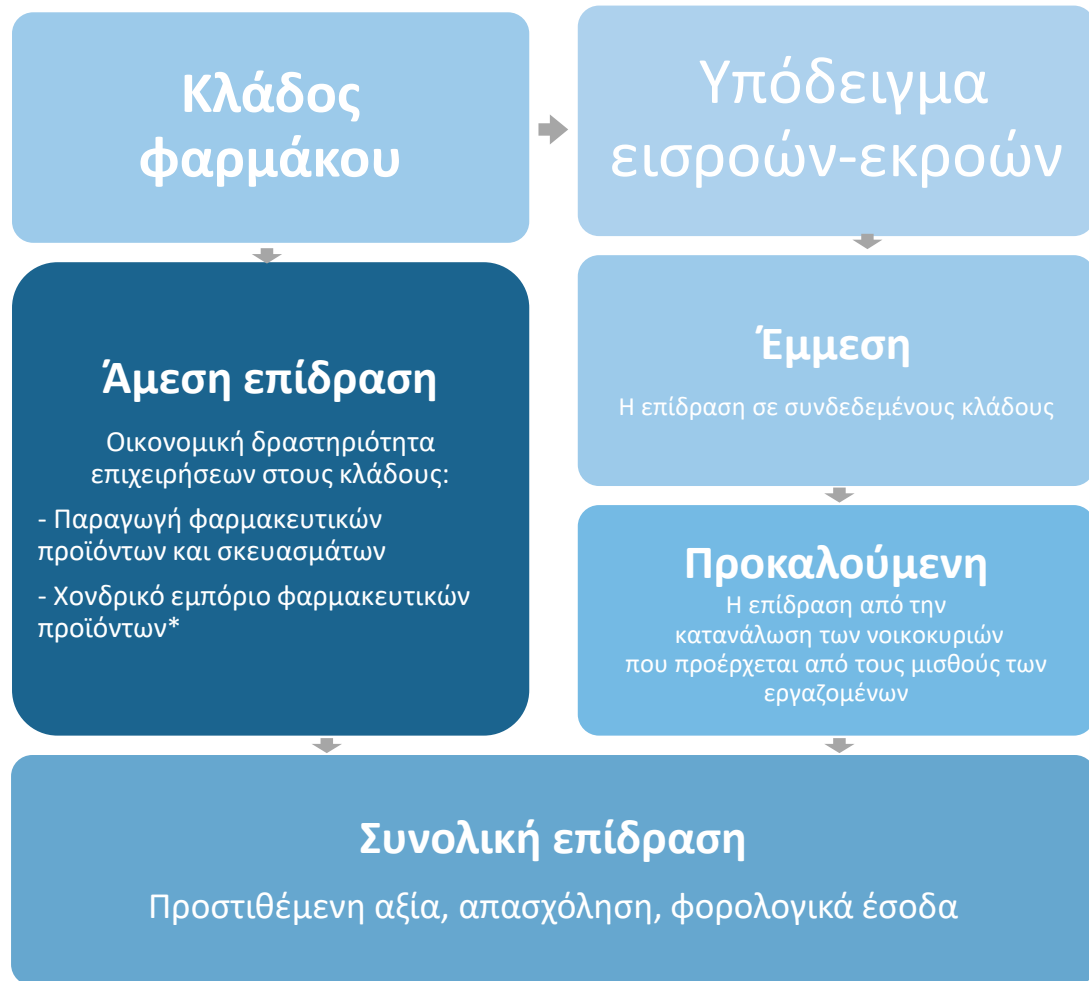 Κλάδος
φαρμάκου
Υπόδειγμα
εισροών-εκροών
Άμεση επίδραση
Οικονομική δραστηριότητα
επιχειρήσεων στους κλάδους:
- Παραγωγή φαρμακευτικών
προϊόντων και σκευασμάτων
- Χονδρικό εμπόριο φαρμακευτικών
προϊόντων*
Έμμεση
Η επίδραση σε συνδεδεμένους κλάδους
Προκαλούμενη
Η επίδραση από την
κατανάλωση των νοικοκυριών
που προέρχεται από τους μισθούς των
εργαζομένων
Συνολική επίδραση
Προστιθέμενη αξία, απασχόληση, φορολογικά έσοδα